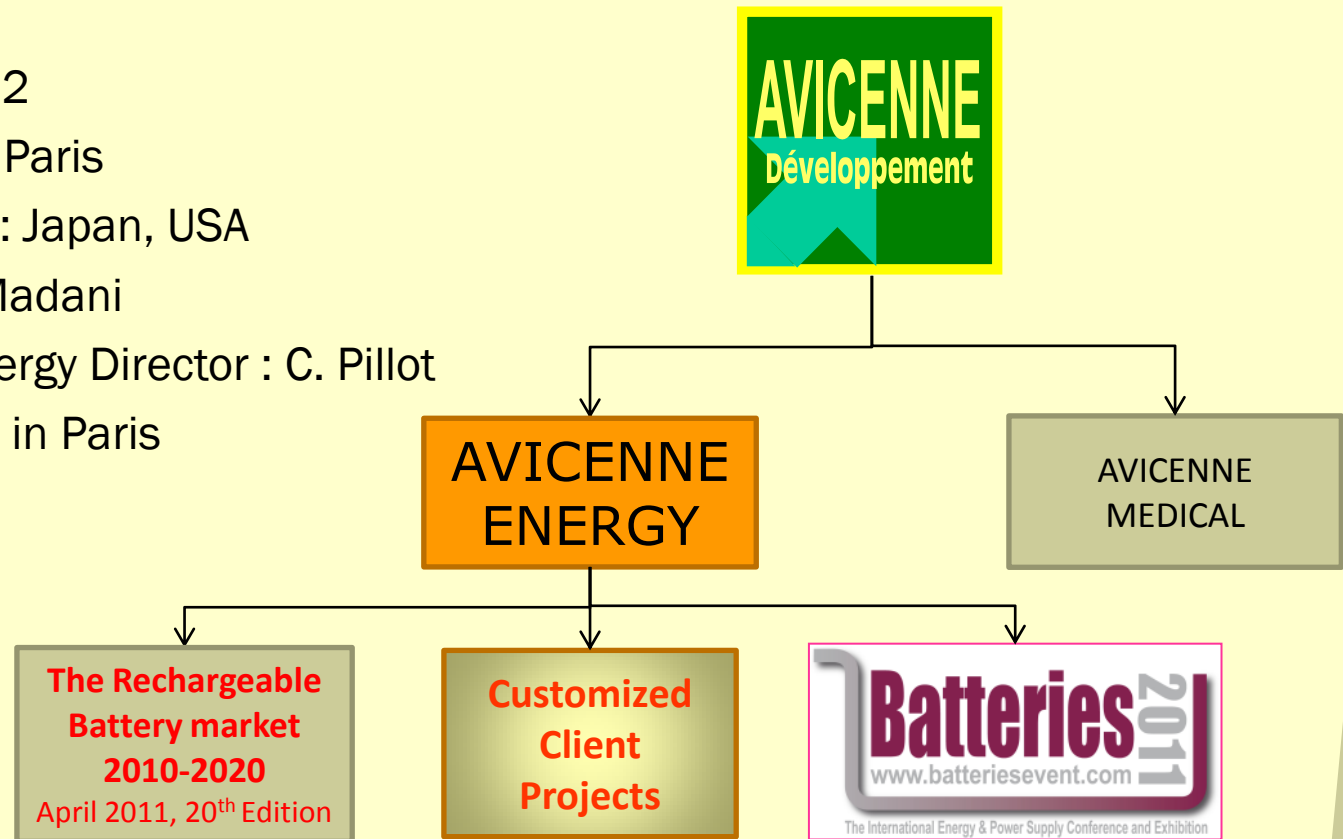 AVICENNE
Développement
2
Paris
: Japan, USA
Madani
ergy Director : C. Pillot
in Paris
AVICENNE
ENERGY
AVICENNE
MEDICAL
The Rechargeable
Battery market
2010-2020
April 2011, 20th Edition
Customized
Client
Projects
Batteries 2011
www.batteriesevent.com
The International Energy & Power Supply Conference and Exhibition